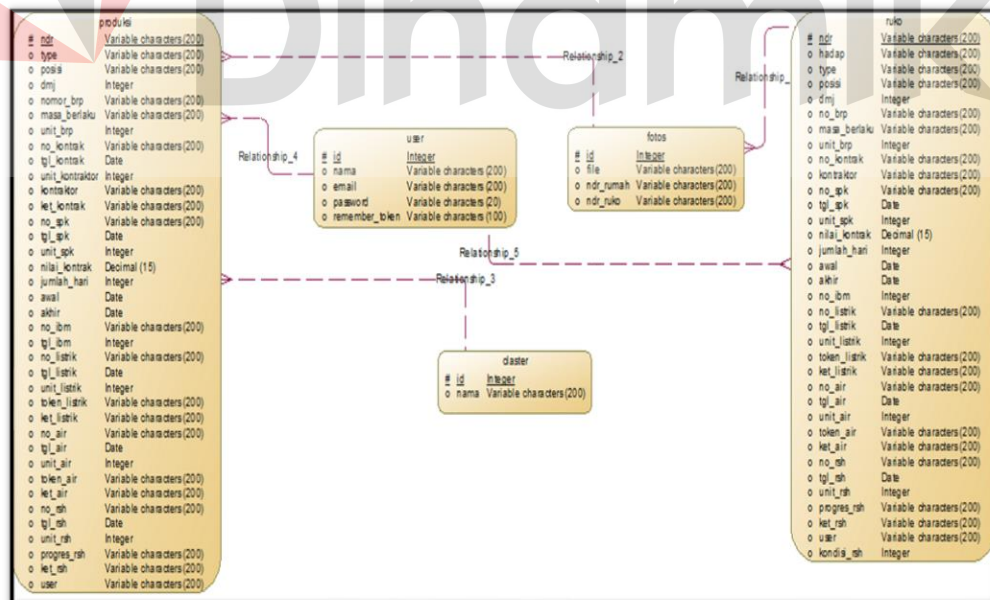 Dinamika
produksi
# ndr Variable characters (200)
o type Variable characters (200)
o posisi Variable characters (200)
o dmj Integer
o nomor_brp Variable characters (200)
o masa_berlaku Variable characters (200)
o unit_brp Integer
o no_kontrak Variable characters (200)
o tgl_kontrak Date
o unit_kontraktor Integer
o kontraktor Variable characters (200)
o ket_kontrak Variable characters (200)
o no_spk Variable characters (200)
o tgl_spk Date
o unit_spk Integer
o nilai_kontrak Decimal (15)
o jumlah_hari Integer
o awal Date
o akhir Date
o no_ibm Variable characters (200)
o tgl_ibm Integer
o no_listrik Variable characters (200)
o tgl_listrik Date
o unit_listrik Integer
o token_listrik Variable characters (200)
o ket_listrik Variable characters (200)
o no_air Variable characters (200)
o tgl_air Date
o unit_air Integer
o token_air Variable characters (200)
o ket_air Variable characters (200)
o no_rsh Variable characters (200)
o tgl_rsh Date
o unit_rsh Integer
o progres_rsh Variable characters (200)
o ket_rsh Variable characters (200)
o user Variable characters (200)
Relationship_2
Relationship_
Relationship_4
user
# id Integer
o nama Variable characters (200)
o email Variable characters (200)
o password Variable characters (20)
o remember_token Variable characters (100)
fotos
# id Integer
o file Variable characters (200)
o ndr_rumah Variable characters (200)
o ndr_ruko Variable characters (200)
Relationship_5
Relationship_3
claster
# id Integer
o nama Variable characters (200)
ruko
# ndr Variable characters (200)
o hadap Variable characters (200)
o type Variable characters (200)
o posisi Variable characters (200)
o dmj Integer
o no_brp Variable characters (200)
o masa_berlaku Variable characters (200)
o unit_brp Integer
o no_kontrak Variable characters (200)
o kontraktor Variable characters (200)
o no_spk Variable characters (200)
o tgl_spk Date
o unit_spk Integer
o nilai_kontrak Decimal (15)
o jumlah_hari Integer
o awal Date
o akhir Date
o no_ibm Integer
o no_listrik Variable characters (200)
o tgl_listrik Date
o unit_listrik Integer
o token_listrik Variable characters (200)
o ket_listrik Variable characters (200)
o no_air Variable characters (200)
o tgl_air Date
o unit_air Integer
o token_air Variable characters (200)
o ket_air Variable characters (200)
o no_rsh Variable characters (200)
o tgl_rsh Date
o unit_rsh Integer
o progres_rsh Variable characters (200)
o ket_rsh Variable characters (200)
o user Variable characters (200)
o kondisi_rsh Integer